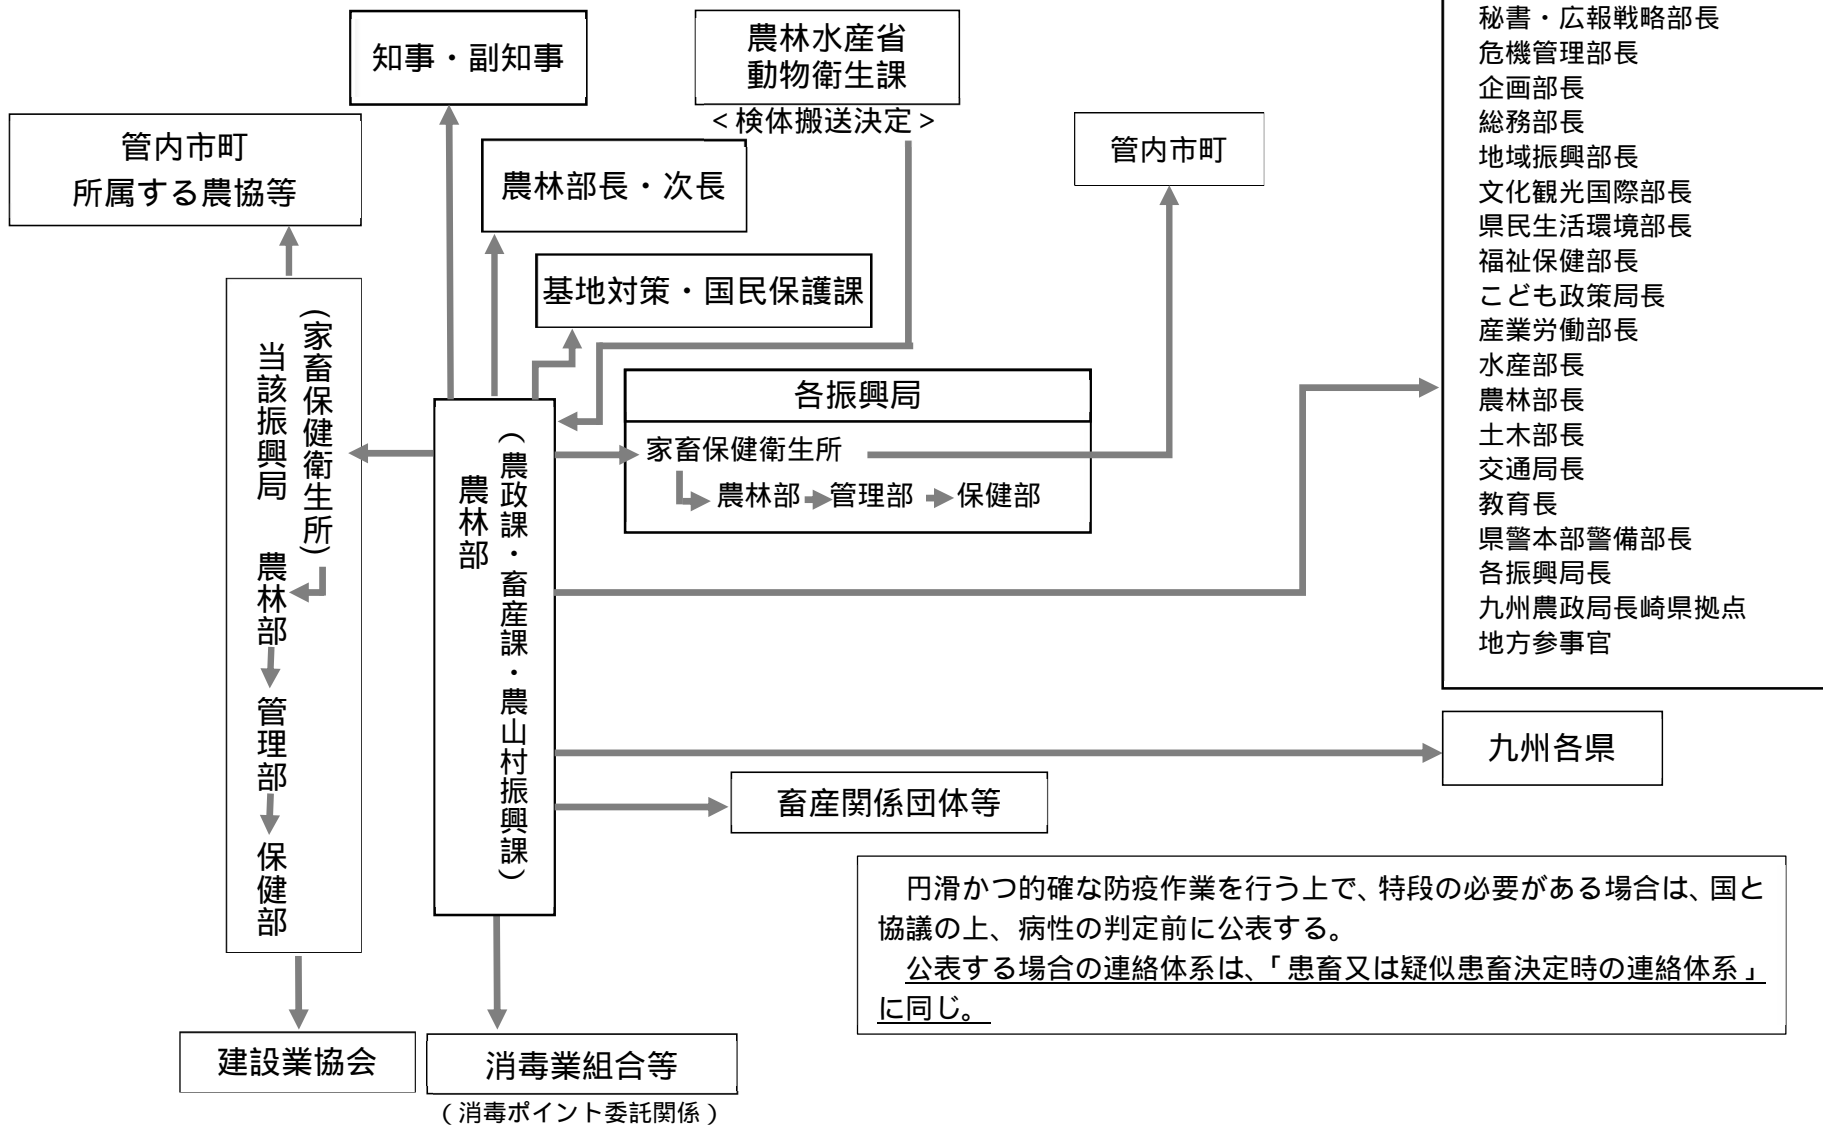 知事・副知事
農林水産省
動物衛生課
<検体搬送決定>
管内市町
所属する農協等
農林部長・次長
管内市町
基地対策・国民保護課
秘書・広報戦略部長
危機管理部長
企画部長
総務部長
地域振興部長
文化観光国際部長
県民生活環境部長
福祉保健部長
こども政策局長
産業労働部長
水産部長
農林部長
土木部長
交通局長
教育長
県警本部警備部長
各振興局長
九州農政局長崎県拠点
地方参事官
(家畜保健衛生所)
当該振興局 農林部
管理部
保健部
(農政課・畜産課・農山村振興課)
農林部
各振興局
家畜保健衛生所
農林部 管理部 保健部
九州各県
畜産関係団体等
円滑かつ的確な防疫作業を行う上で、特段の必要がある場合は、国と
協議の上、病性の判定前に公表する。
公表する場合の連絡体系は、「患畜又は疑似患畜決定時の連絡体系」
に同じ。
建設業協会
消毒業組合等
(消毒ポイント委託関係)